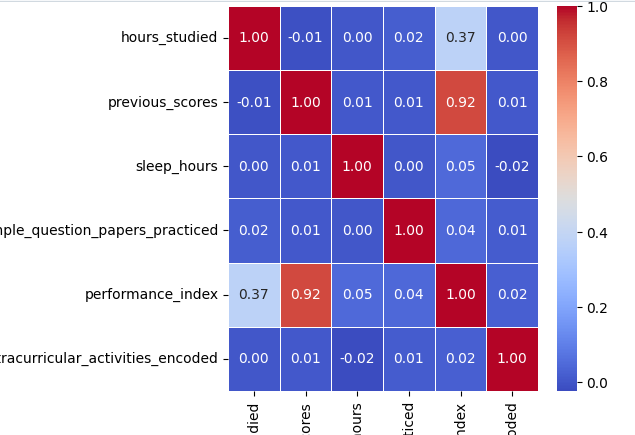 hours_studied 1.00 -0.01 0.00 0.02 0.37 0.00
previous_scores -0.01 1.00 0.01 0.01 0.92 0.01
sleep_hours 0.00 0.01 1.00 0.00 0.05 -0.02
ple_question_papers_practiced 0.02 0.01 0.00 1.00 0.04 0.01
performance_index 0.37 0.92 0.05 0.04 1.00 0.02
tracurricular_activities_encoded 0.00 0.01 -0.02 0.01 0.02 1.00
died
ores
hours
ticed
ndex
oded
1.0
0.8
0.6
0.4
0.2
0.0